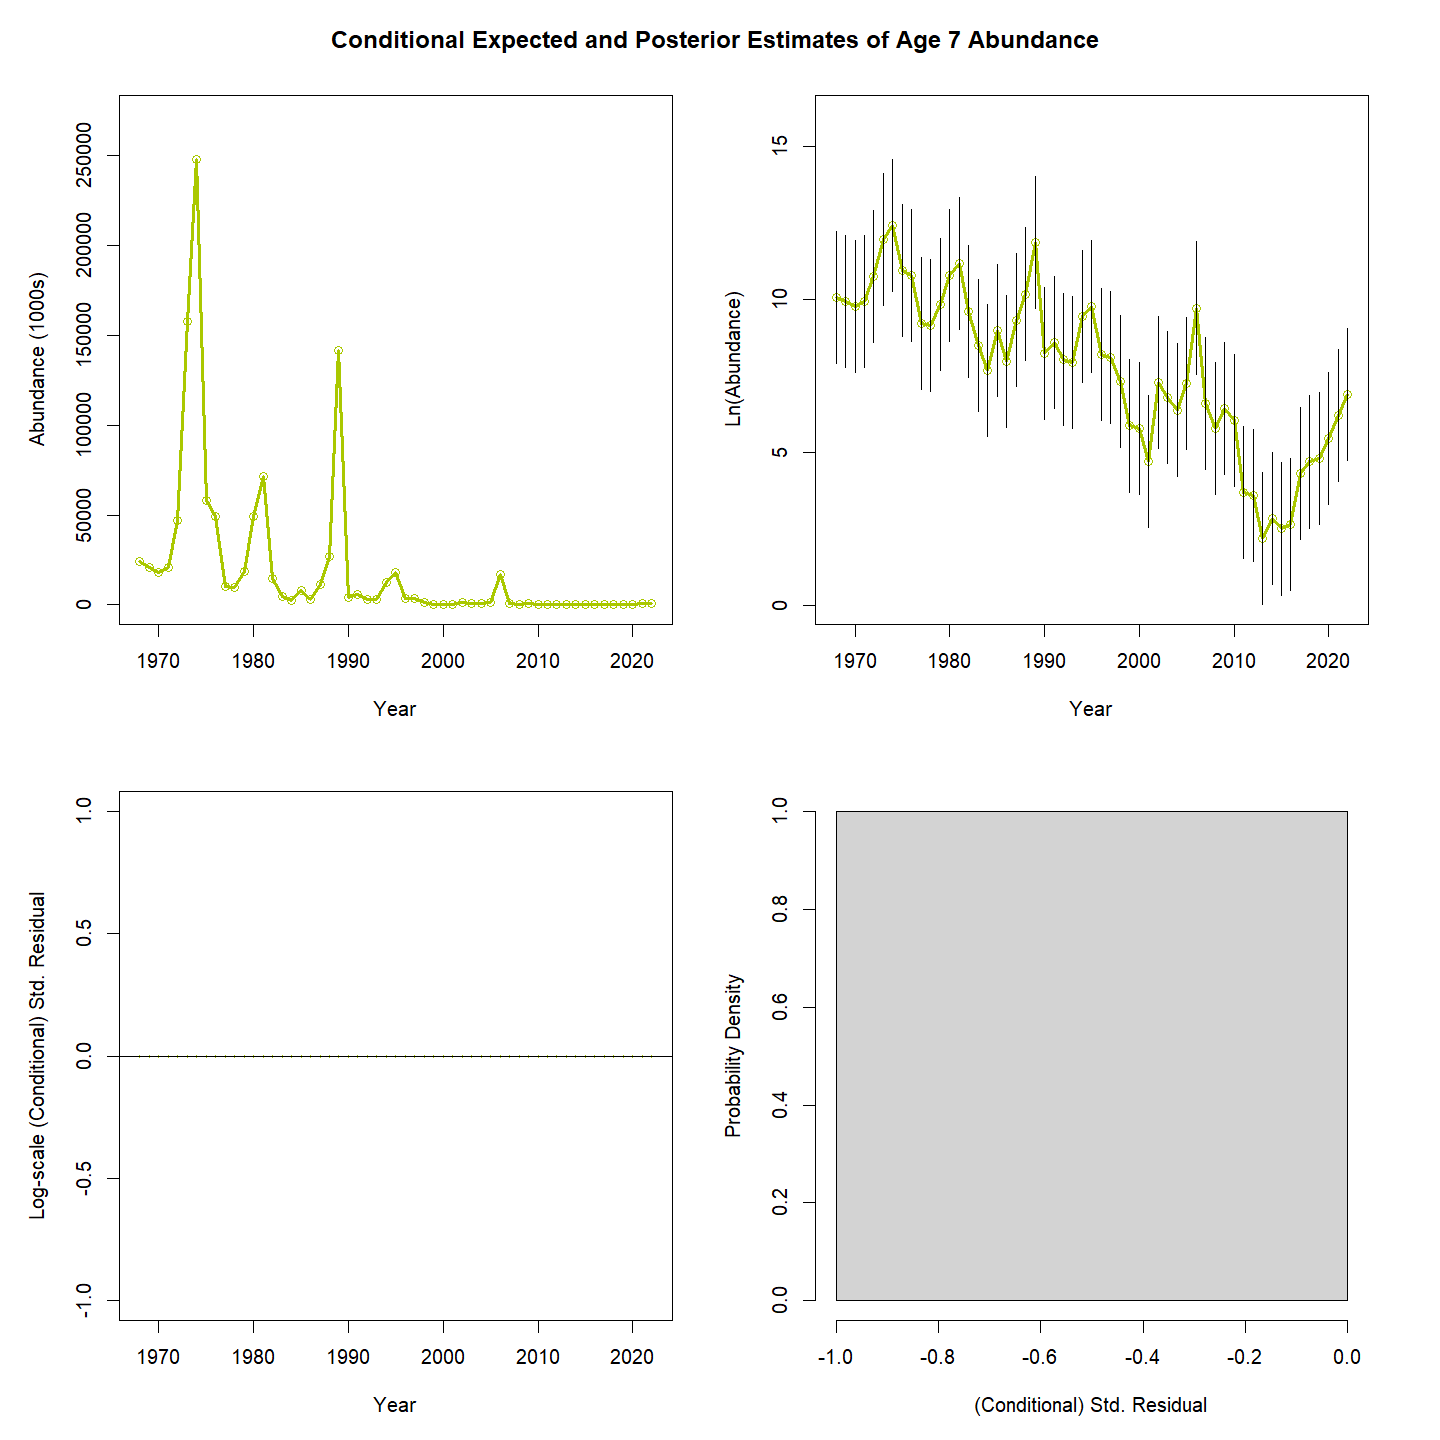 Conditional Expected and Posterior Estimates of Age 7 Abundance
Abundance (1000s)
250000
200000
150000
100000
50000
0
1970 1980 1990 2000 2010 2020
Year
Ln(Abundance)
15
10
5
0
1970 1980 1990 2000 2010 2020
Year
Log-scale (Conditional) Std. Residual
1.0
0.5
0.0
-0.5
-1.0
1970 1980 1990 2000 2010 2020
Year
Probability Density
1.0
0.8
0.6
0.4
0.2
0.0
-1.0 -0.8 -0.6 -0.4 -0.2 0.0
(Conditional) Std. Residual